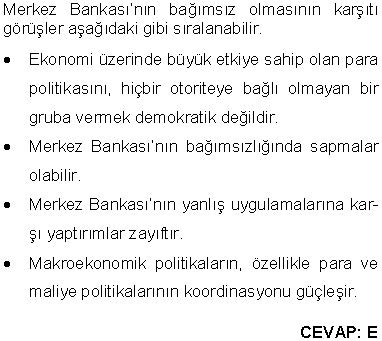 Merkez Bankası'nın bağımsız olmasının karşıtı
görüşler aşağıdaki gibi sıralanabilir.
• Ekonomi üzerinde büyük etkiye sahip olan para
politikasını, hiçbir otoriteye bağlı olmayan bir
gruba vermek demokratik değildir.
• Merkez Bankası'nın bağımsızlığında sapmalar
olabilir.
• Merkez Bankası'nın yanlış uygulamalarına kar-
şı yaptırımlar zayıftır.
• Makroekonomik politikaların, özellikle para ve
maliye politikalarının koordinasyonu güçleşir.
CEVAP: E